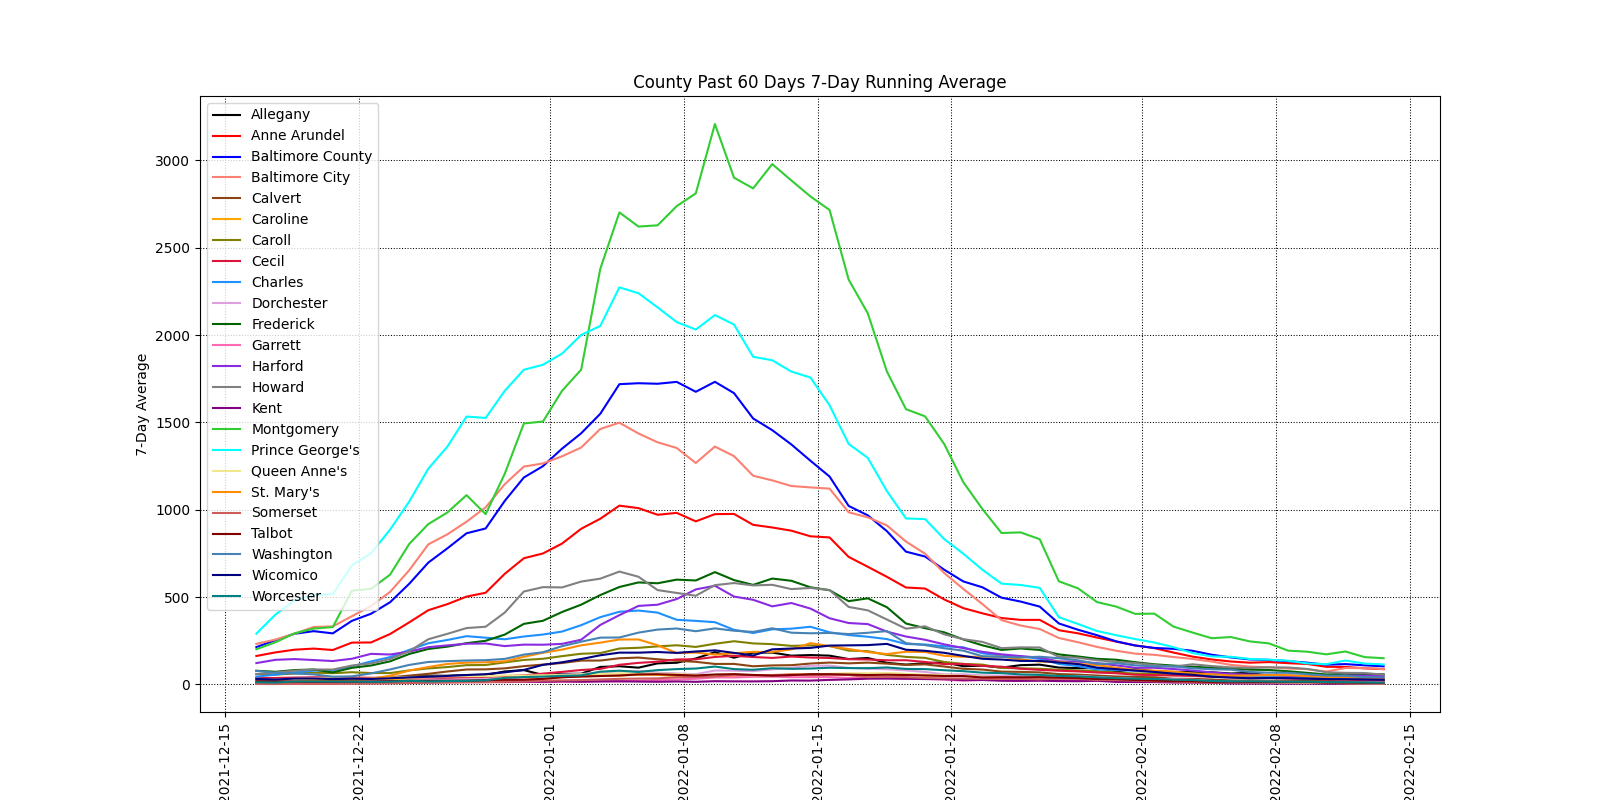 County Past 60 Days 7-Day Running Average
7-Day Average
3000
2500
2000
1500
1000
500
0
Allegany
Anne Arundel
Baltimore County
Baltimore City
Calvert
Caroline
Caroll
Cecil
Charles
Dorchester
Frederick
Garrett
Harford
Howard
Kent
Montgomery
Prince George's
Queen Anne's
St. Mary's
Somerset
Talbot
Washington
Wicomico
Worcester
2021-12-15
2021-12-22
2022-01-01
2022-01-08
2022-01-15
2022-01-22
2022-02-01
2022-02-08
2022-02-15